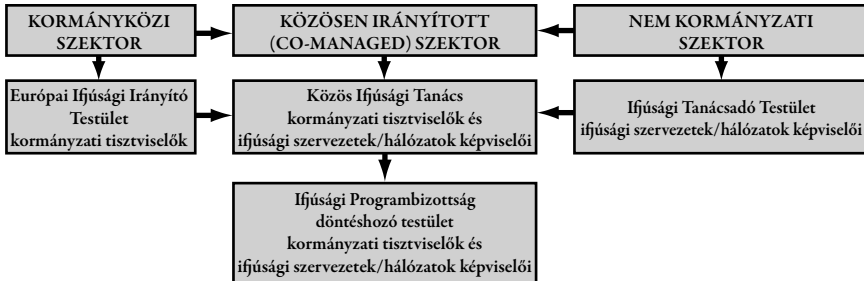 KORMÁNYKÖZI
SZEKTOR
KÖZÖSEN IRÁNYÍTOTT
(CO-MANAGED) SZEKTOR
NEM KORMÁNYZATI
SZEKTOR
Európai Ifjúsági Irányító
Testület
kormányzati tisztviselők
Közös Ifjúsági Tanács
kormányzati tisztviselők és
ifjúsági szervezetek/hálózatok képviselői
Ifjúsági Tanácsadó Testület
ifjúsági szervezetek/hálózatok képviselői
Ifjúsági Programbizottság
döntéshozó testület
kormányzati tisztviselők és
ifjúsági szervezetek/hálózatok képviselői